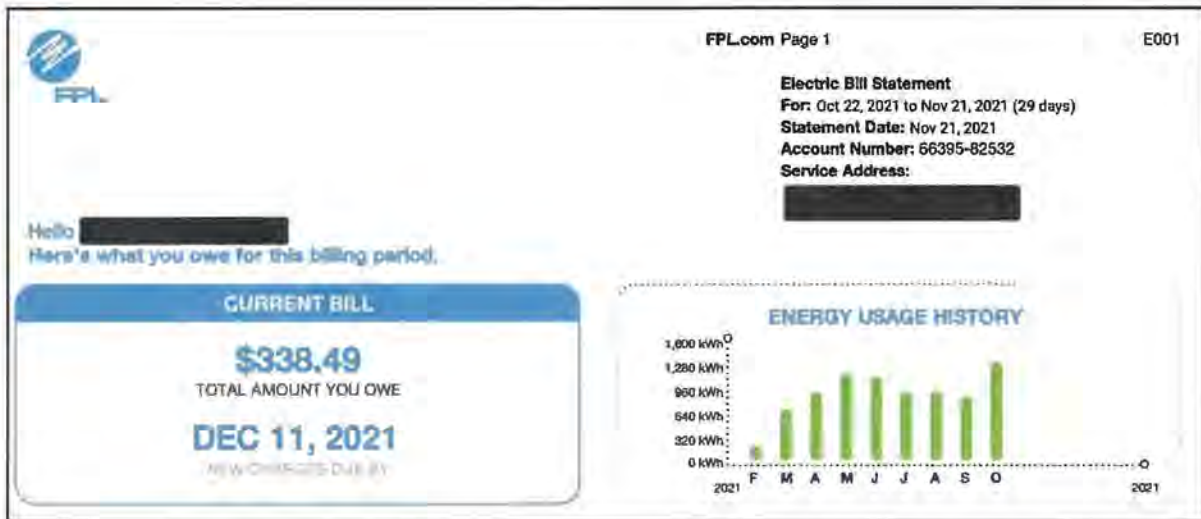 FPL.com Page 1
E001
FPL
Electric Bill Statement
For: Oct 22, 2021 to Nov 21, 2021 (29 days)
Statement Date: Nov 21, 2021
Account Number: 66395-82532
Service Address:
Hello
Here's what you owe for this billing period.
CURRENT BILL
$338.49
TOTAL AMOUNT YOU OWE
DEC 11, 2021
NEW CHARGES DUE BY
ENERGY USAGE HISTORY
1,600 kWh
1,280 kWh
960 kWh
640 kWh
320 kWh
0 kWh
F M A M J J A S O
2021 2021